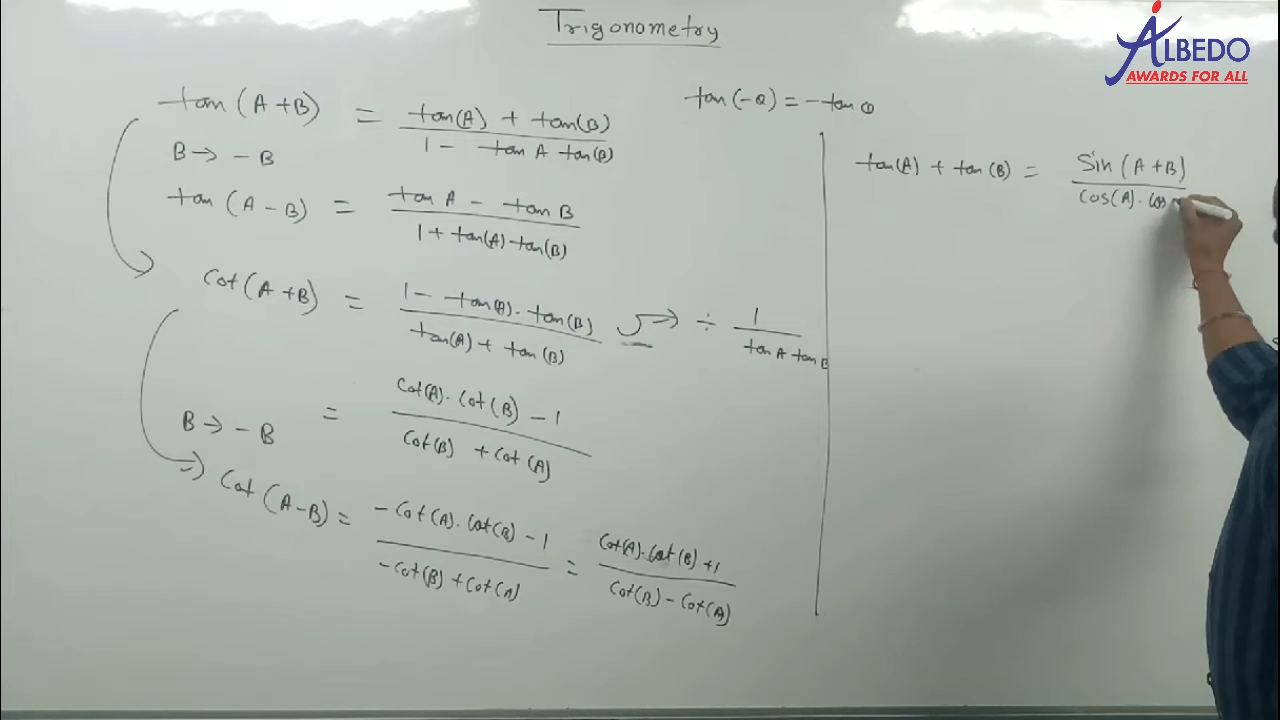 Trigonometry
ALBEDO
AWARDS FOR ALL
tan(A+B) = tan(A) + tan(B) / 1 - tan A tan(B)
B → -B
tan(A-B) = tan A - tan B / 1 + tan(A) tan(B)
Cot(A+B) = 1 - tan(A). tan(B) / tan(A) + tan(B) → ÷ 1 / tan A tan B
= Cot(A). Cot(B) - 1 / Cot(B) + Cot(A)
B → -B
Cot(A-B) = -Cot(A). Cot(B) - 1 / -Cot(B) + Cot(A) = Cot(A). Cot(B) + 1 / Cot(B) - Cot(A)
tan(-θ) = -tan θ
tan(A) + tan(B) = Sin(A+B) / Cos(A). Cos